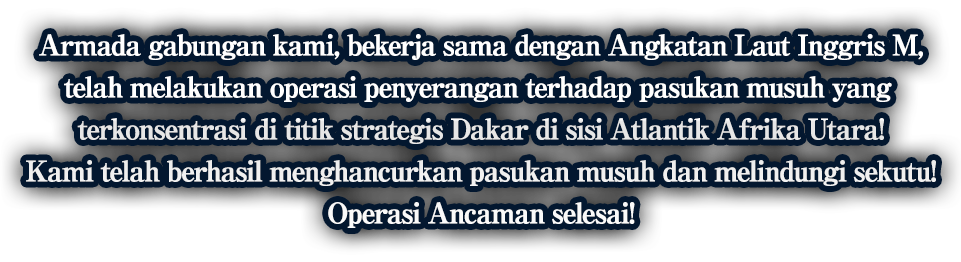 Armada gabungan kami, bekerja sama dengan Angkatan Laut Inggris M,
telah melakukan operasi penyerangan terhadap pasukan musuh yang
terkonsentrasi di titik strategis Dakar di sisi Atlantik Afrika Utara!
Kami telah berhasil menghancurkan pasukan musuh dan melindungi sekutu!
Operasi Ancaman selesai!